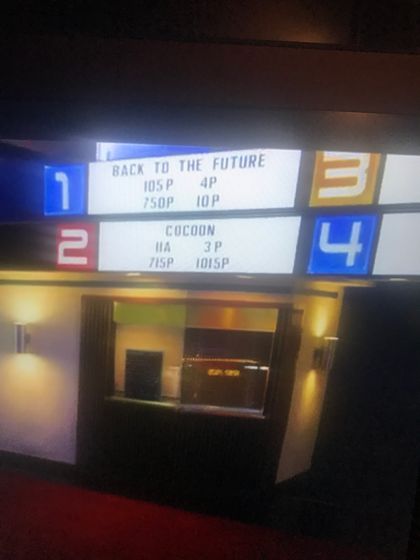 1
BACK TO THE FUTURE
105P 4P
750P 10P
3
2
COCOON
11A 3P
715P 1015P
4